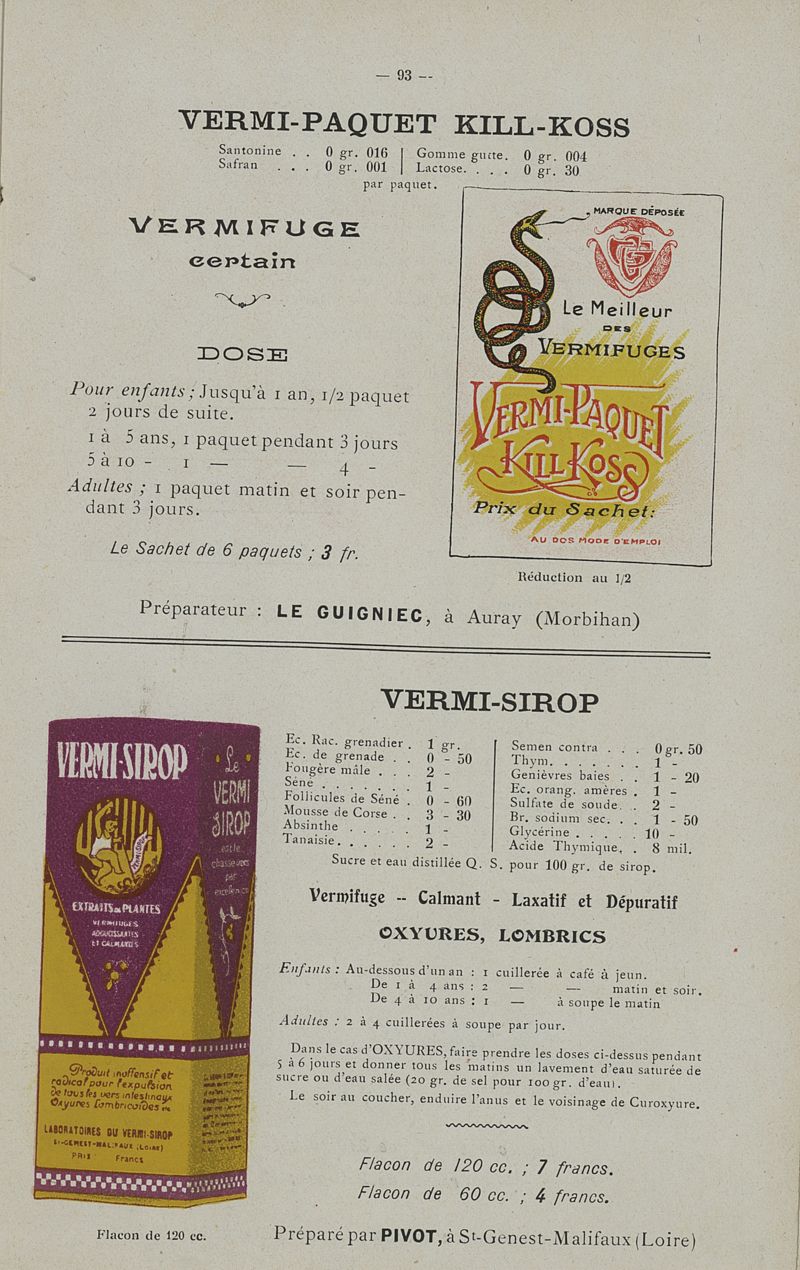 — 93 —
VERMI-PAQUET KILL-KOSS
Santonine . . 0 gr. 016 | Gomme gutte. 0 gr. 004
Safran . . . 0 gr. 001 | Lactose. . . . 0 gr. 30
par paquet.
VERMIFUGE
certain
DOSE
Pour enfants ; Jusqu'à 1 an, 1/2 paquet
2 jours de suite.
1 à 5 ans, 1 paquet pendant 3 jours
5 à 10 - 1 — — 4 -
Adultes ; 1 paquet matin et soir pen-
dant 3 jours.
Le Sachet de 6 paquets ; 3 fr.
MARQUE DÉPOSÉE
Le Meilleur
DES
VERMIFUGES
VERMI-PAQUET
KILL-KOSS
Prix du Sachet:
AU DOS MODE D'EMPLOI
Réduction au 1/2
Préparateur : LE GUIGNIEC, à Auray (Morbihan)
VERMI-SIROP
Ec. Rac. grenadier . 1 gr.
Ec. de grenade . . 0 - 50
Fougère mâle . . . 2 -
Séné . . . . . . . 1 -
Follicules de Séné . 0 - 60
Mousse de Corse . . 3 - 30
Absinthe . . . . . 1 -
Tanaisie. . . . . . 2 -
Semen contra . . . 0 gr. 50
Thym. . . . . . . 1 -
Genièvres baies . . 1 - 20
Ec. orang. amères . 1 -
Sulfate de soude. . 2 -
Br. sodium sec. . . 1 - 50
Glycérine . . . . . 10 -
Acide Thymique. . 8 mil.
Sucre et eau distillée Q. S. pour 100 gr. de sirop.
Vermifuge -- Calmant - Laxatif et Dépuratif
OXYURES, LOMBRICS
Enfants : Au-dessous d'un an : 1 cuillerée à café à jeun.
De 1 à 4 ans : 2 — — matin et soir.
De 4 à 10 ans : 1 — à soupe le matin
Adultes : 2 à 4 cuillerées à soupe par jour.
Dans le cas d'OXYURES, faire prendre les doses ci-dessus pendant
5 à 6 jours et donner tous les matins un lavement d'eau saturée de
sucre ou d'eau salée (20 gr. de sel pour 100 gr. d'eau).
Le soir au coucher, enduire l'anus et le voisinage de Curoxyure.
Flacon de 120 cc. ; 7 francs.
Flacon de 60 cc. ; 4 francs.
Préparé par PIVOT, à St-Genest-Malifaux (Loire)
VERMI-SIROP
EXTRAITS DE PLANTES
VERMIFUGES
ADOUCISSANTES
ET CALMANTES
Produit inoffensif et
radical pour l'expulsion
de tous les vers intestinaux
Oxyures Lombricoïdes
LABORATOIRES DU VERMI-SIROP
St-GENEST-MALIFAUX (Loire)
PRIX Francs
Le
VERMI
SIROP
est le
chasse vers
par
excellence
Flacon de 120 cc.